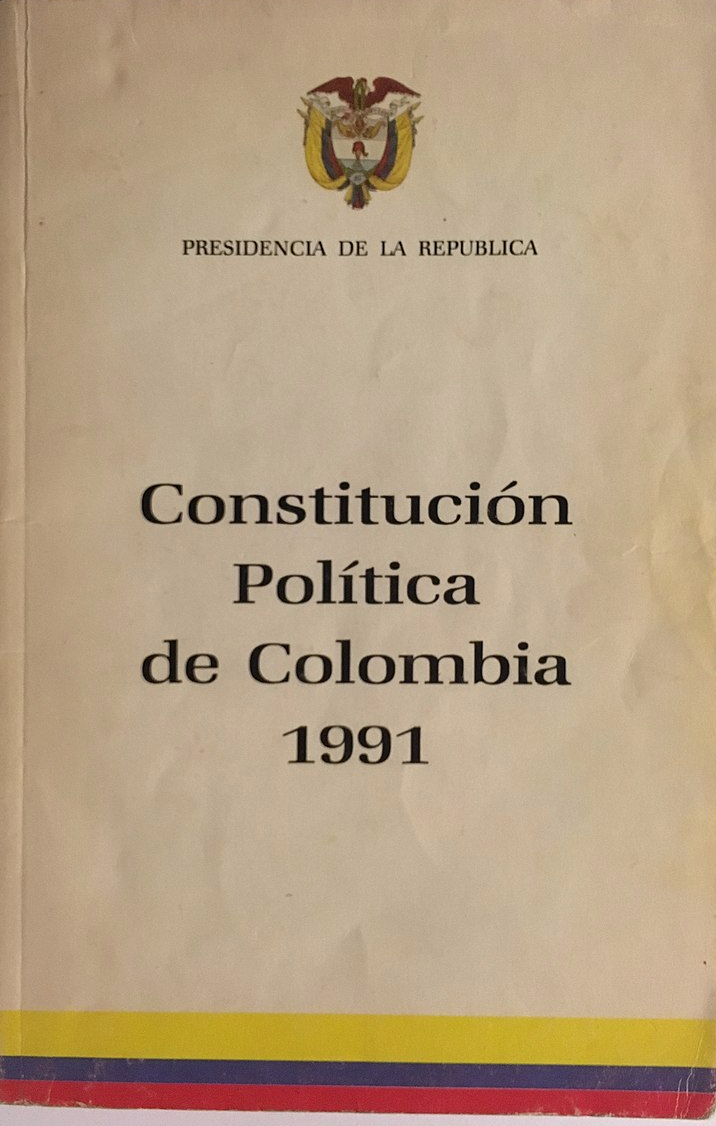 PRESIDENCIA DE LA REPUBLICA
Constitución
Política
de Colombia
1991